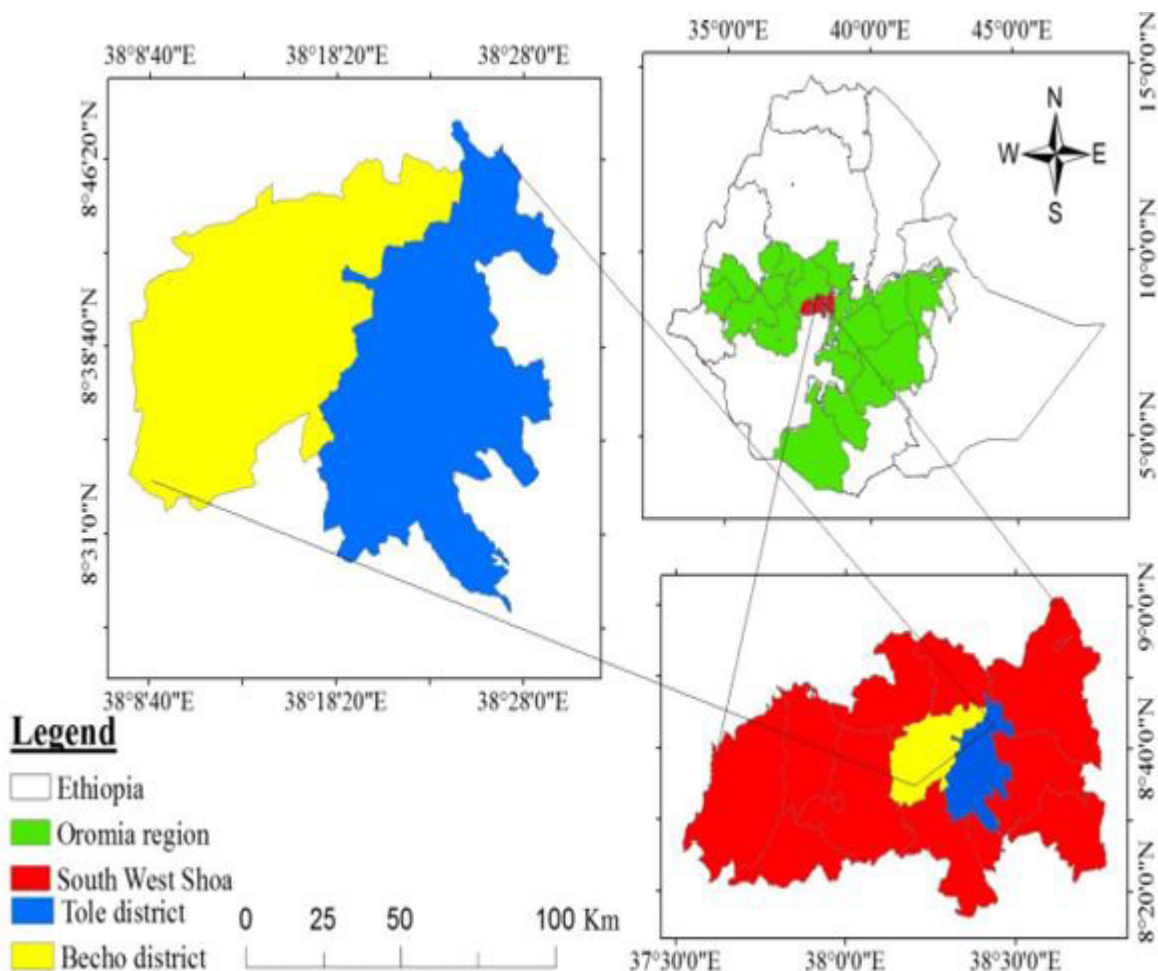 38°8'40"E 38°18'20"E 38°28'0"E
8°46'20"N
8°38'40"N
8°31'0"N
38°8'40"E 38°18'20"E 38°28'0"E
35°0'0"E 40°0'0"E 45°0'0"E
15°0'0"N
10°0'0"N
5°0'0"N
N
W E
S
9°0'0"N
8°40'0"N
8°20'0"N
37°30'0"E 38°0'0"E 38°30'0"E
Legend
Ethiopia
Oromia region
South West Shoa
Tole district
Becho district
0 25 50 100 Km